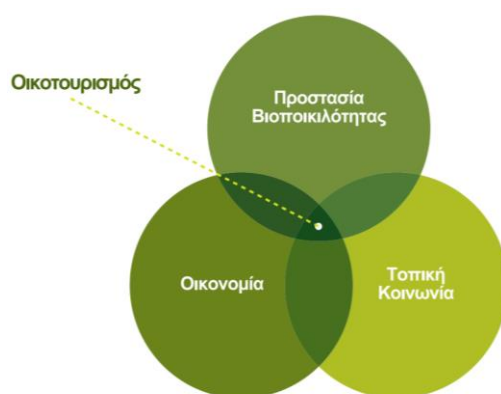 Οικοτουρισμός
Προστασία
Βιοποικιλότητας
Οικονομία
Τοπική
Κοινωνία